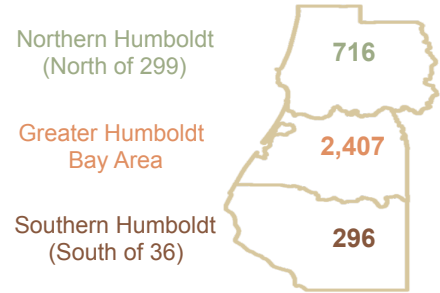 Northern Humboldt
(North of 299)
716
Greater Humboldt
Bay Area
2,407
Southern Humboldt
(South of 36)
296